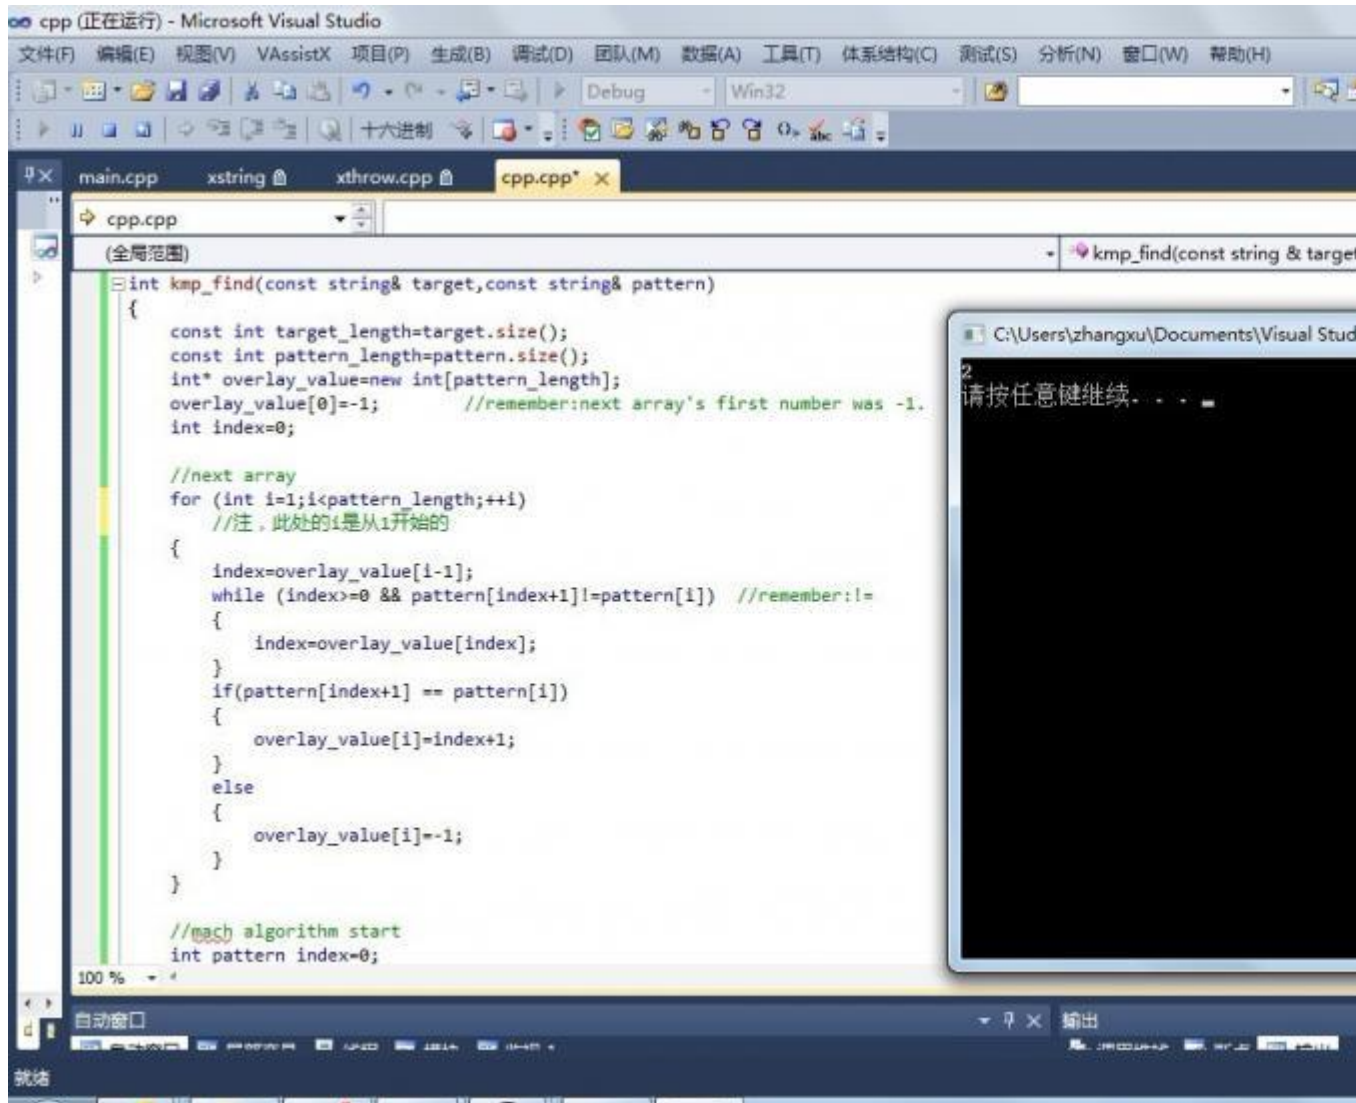 cpp (正在运行) - Microsoft Visual Studio
文件(F) 编辑(E) 视图(V) VAssistX 项目(P) 生成(B) 调试(D) 团队(M) 数据(A) 工具(T) 体系结构(C) 测试(S) 分析(N) 窗口(W) 帮助(H)
Debug Win32
十六进制
main.cpp xstring xthrow.cpp cpp.cpp*
cpp.cpp
(全局范围) kmp_find(const string & target
int kmp_find(const string& target,const string& pattern)
{
const int target_length=target.size();
const int pattern_length=pattern.size();
int* overlay_value=new int[pattern_length];
overlay_value[0]=-1; //remember:next array's first number was -1.
int index=0;
//next array
for (int i=1;i<pattern_length;++i)
//注，此处的i是从1开始的
{
index=overlay_value[i-1];
while (index>=0 && pattern[index+1]!=pattern[i]) //remember:!=
{
index=overlay_value[index];
}
if(pattern[index+1] == pattern[i])
{
overlay_value[i]=index+1;
}
else
{
overlay_value[i]=-1;
}
}
//mach algorithm start
int pattern index=0;
100 %
C:\Users\zhangxu\Documents\Visual Stud
2
请按任意键继续. . .
自动窗口 输出
就绪